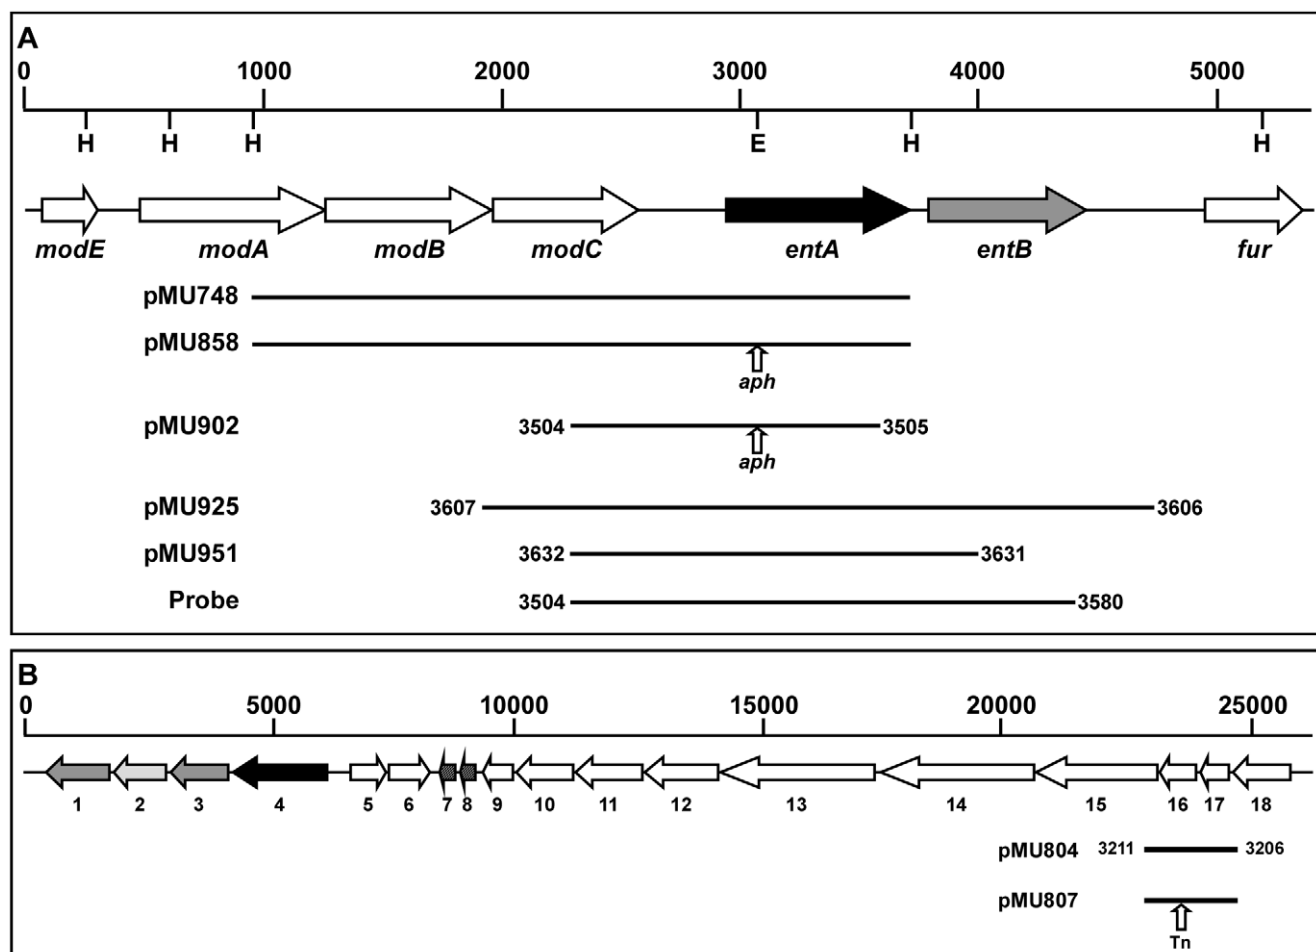 A
0 1000 2000 3000 4000 5000
H H H E H H
modE modA modB modC entA entB fur
pMU748
pMU858
aph
pMU902 3504 3505
aph
pMU925 3607 3606
pMU951 3632 3631
Probe 3504 3580
B
0 5000 10000 15000 20000 25000
1 2 3 4 5 6 7 8 9 10 11 12 13 14 15 16 17 18
pMU804 3211 3206
pMU807
Tn